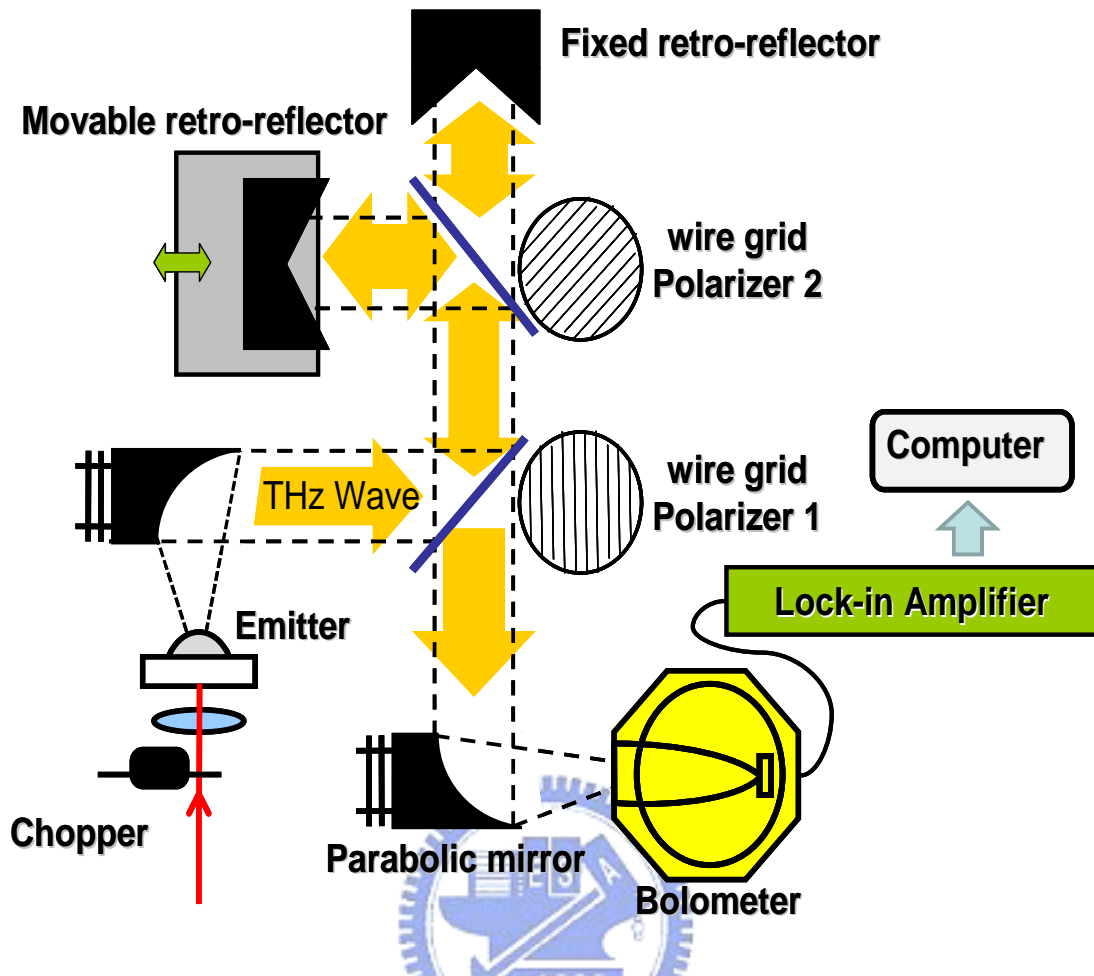 Fixed retro-reflector
Movable retro-reflector
wire grid
Polarizer 2
Computer
THz Wave
wire grid
Polarizer 1
Lock-in Amplifier
Emitter
Chopper
Parabolic mirror
Bolometer
E S A